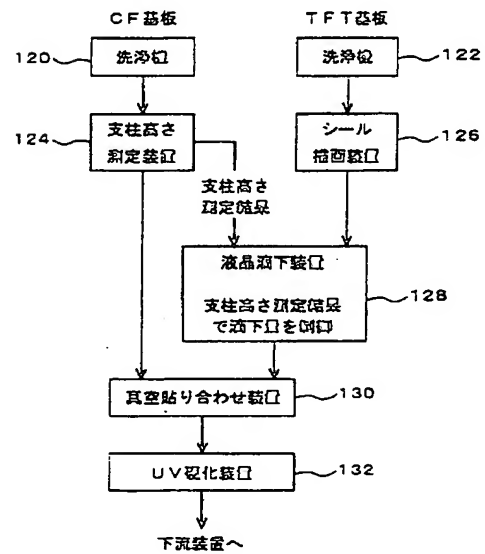 CF基板
TFT基板
120
洗浄機
洗浄機
122
124
支柱高さ
測定装置
シール
描画装置
126
支柱高さ
測定結果
液晶滴下装置
支柱高さ測定結果
で滴下量を制御
128
真空貼り合わせ装置
130
UV硬化装置
132
下流装置へ